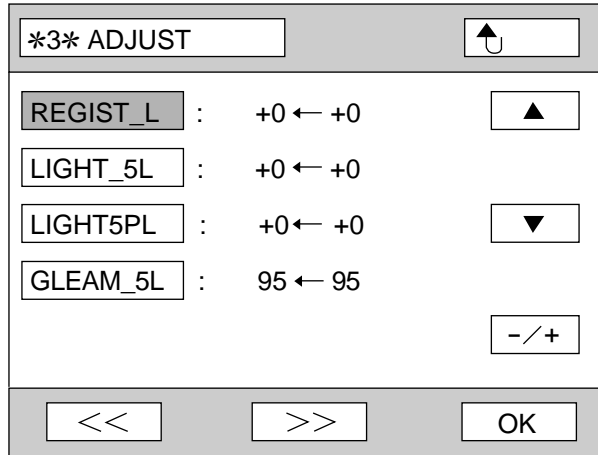 ✻3✻ ADJUST
REGIST_L : +0 ← +0 ▲
LIGHT_5L : +0 ← +0
LIGHT5PL : +0 ← +0 ▼
GLEAM_5L : 95 ← 95
-/+
<< >> OK